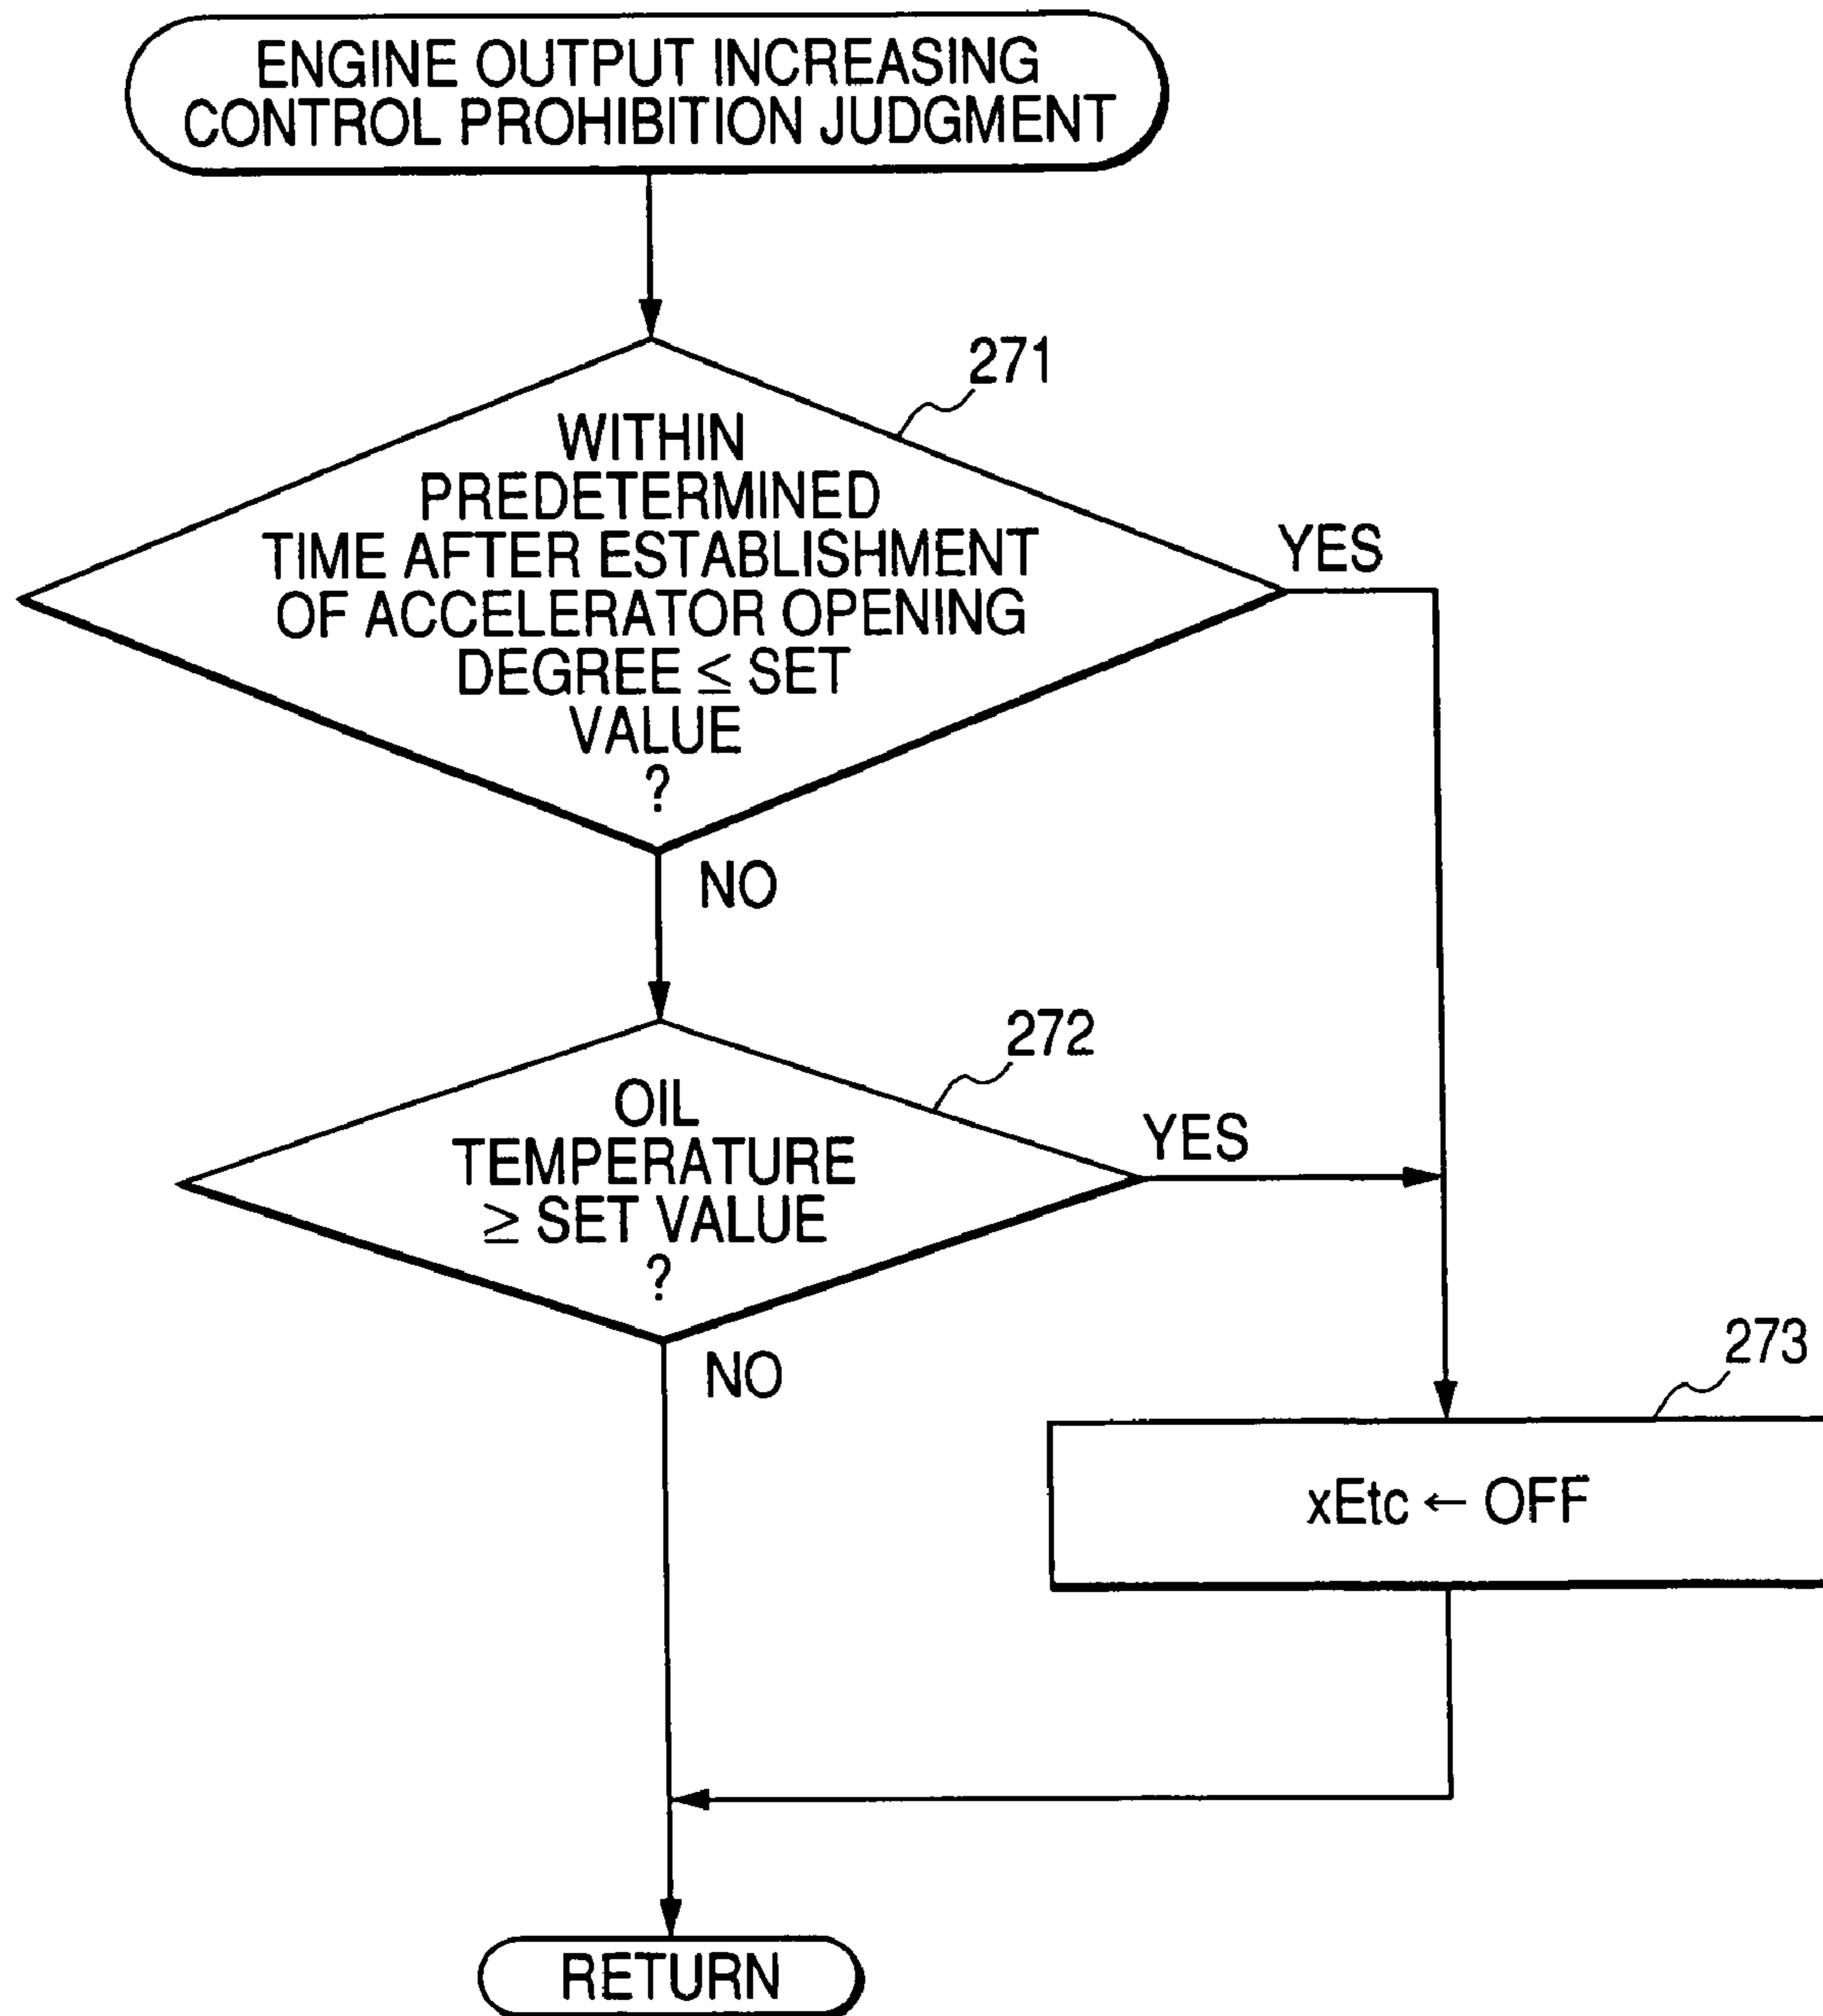 ENGINE OUTPUT INCREASING
CONTROL PROHIBITION JUDGMENT
271
WITHIN
PREDETERMINED
TIME AFTER ESTABLISHMENT
OF ACCELERATOR OPENING
DEGREE ≤ SET
VALUE
?
YES
NO
272
OIL
TEMPERATURE
≥ SET VALUE
?
YES
NO
273
xEtc ← OFF
RETURN